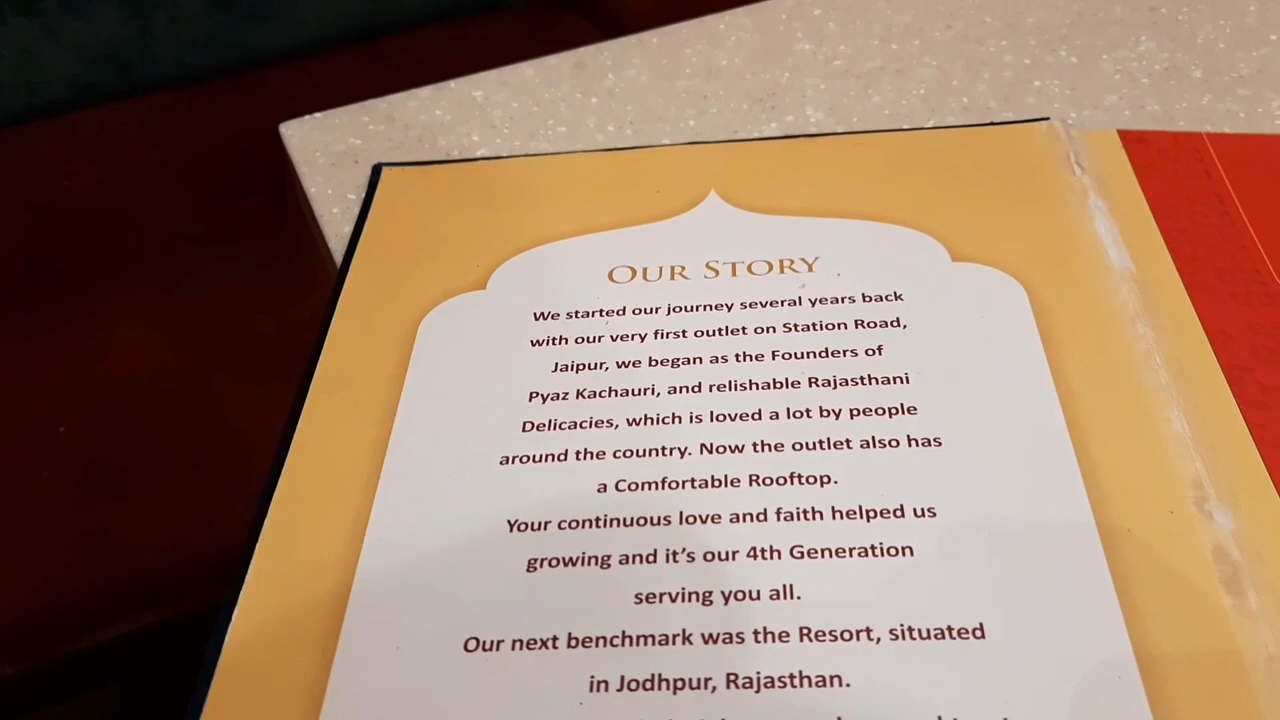 OUR STORY
We started our journey several years back
with our very first outlet on Station Road,
Jaipur, we began as the Founders of
Pyaz Kachauri, and relishable Rajasthani
Delicacies, which is loved a lot by people
around the country. Now the outlet also has
a Comfortable Rooftop.
Your continuous love and faith helped us
growing and it's our 4th Generation
serving you all.
Our next benchmark was the Resort, situated
in Jodhpur, Rajasthan.